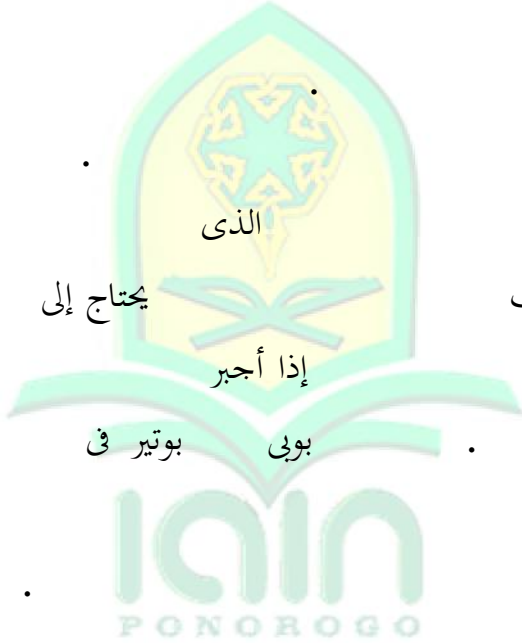 .
.
الذى
يحتاج إلى
إذا أجبر
. بوبى بوتير فى
.
IAIN
PONOROGO